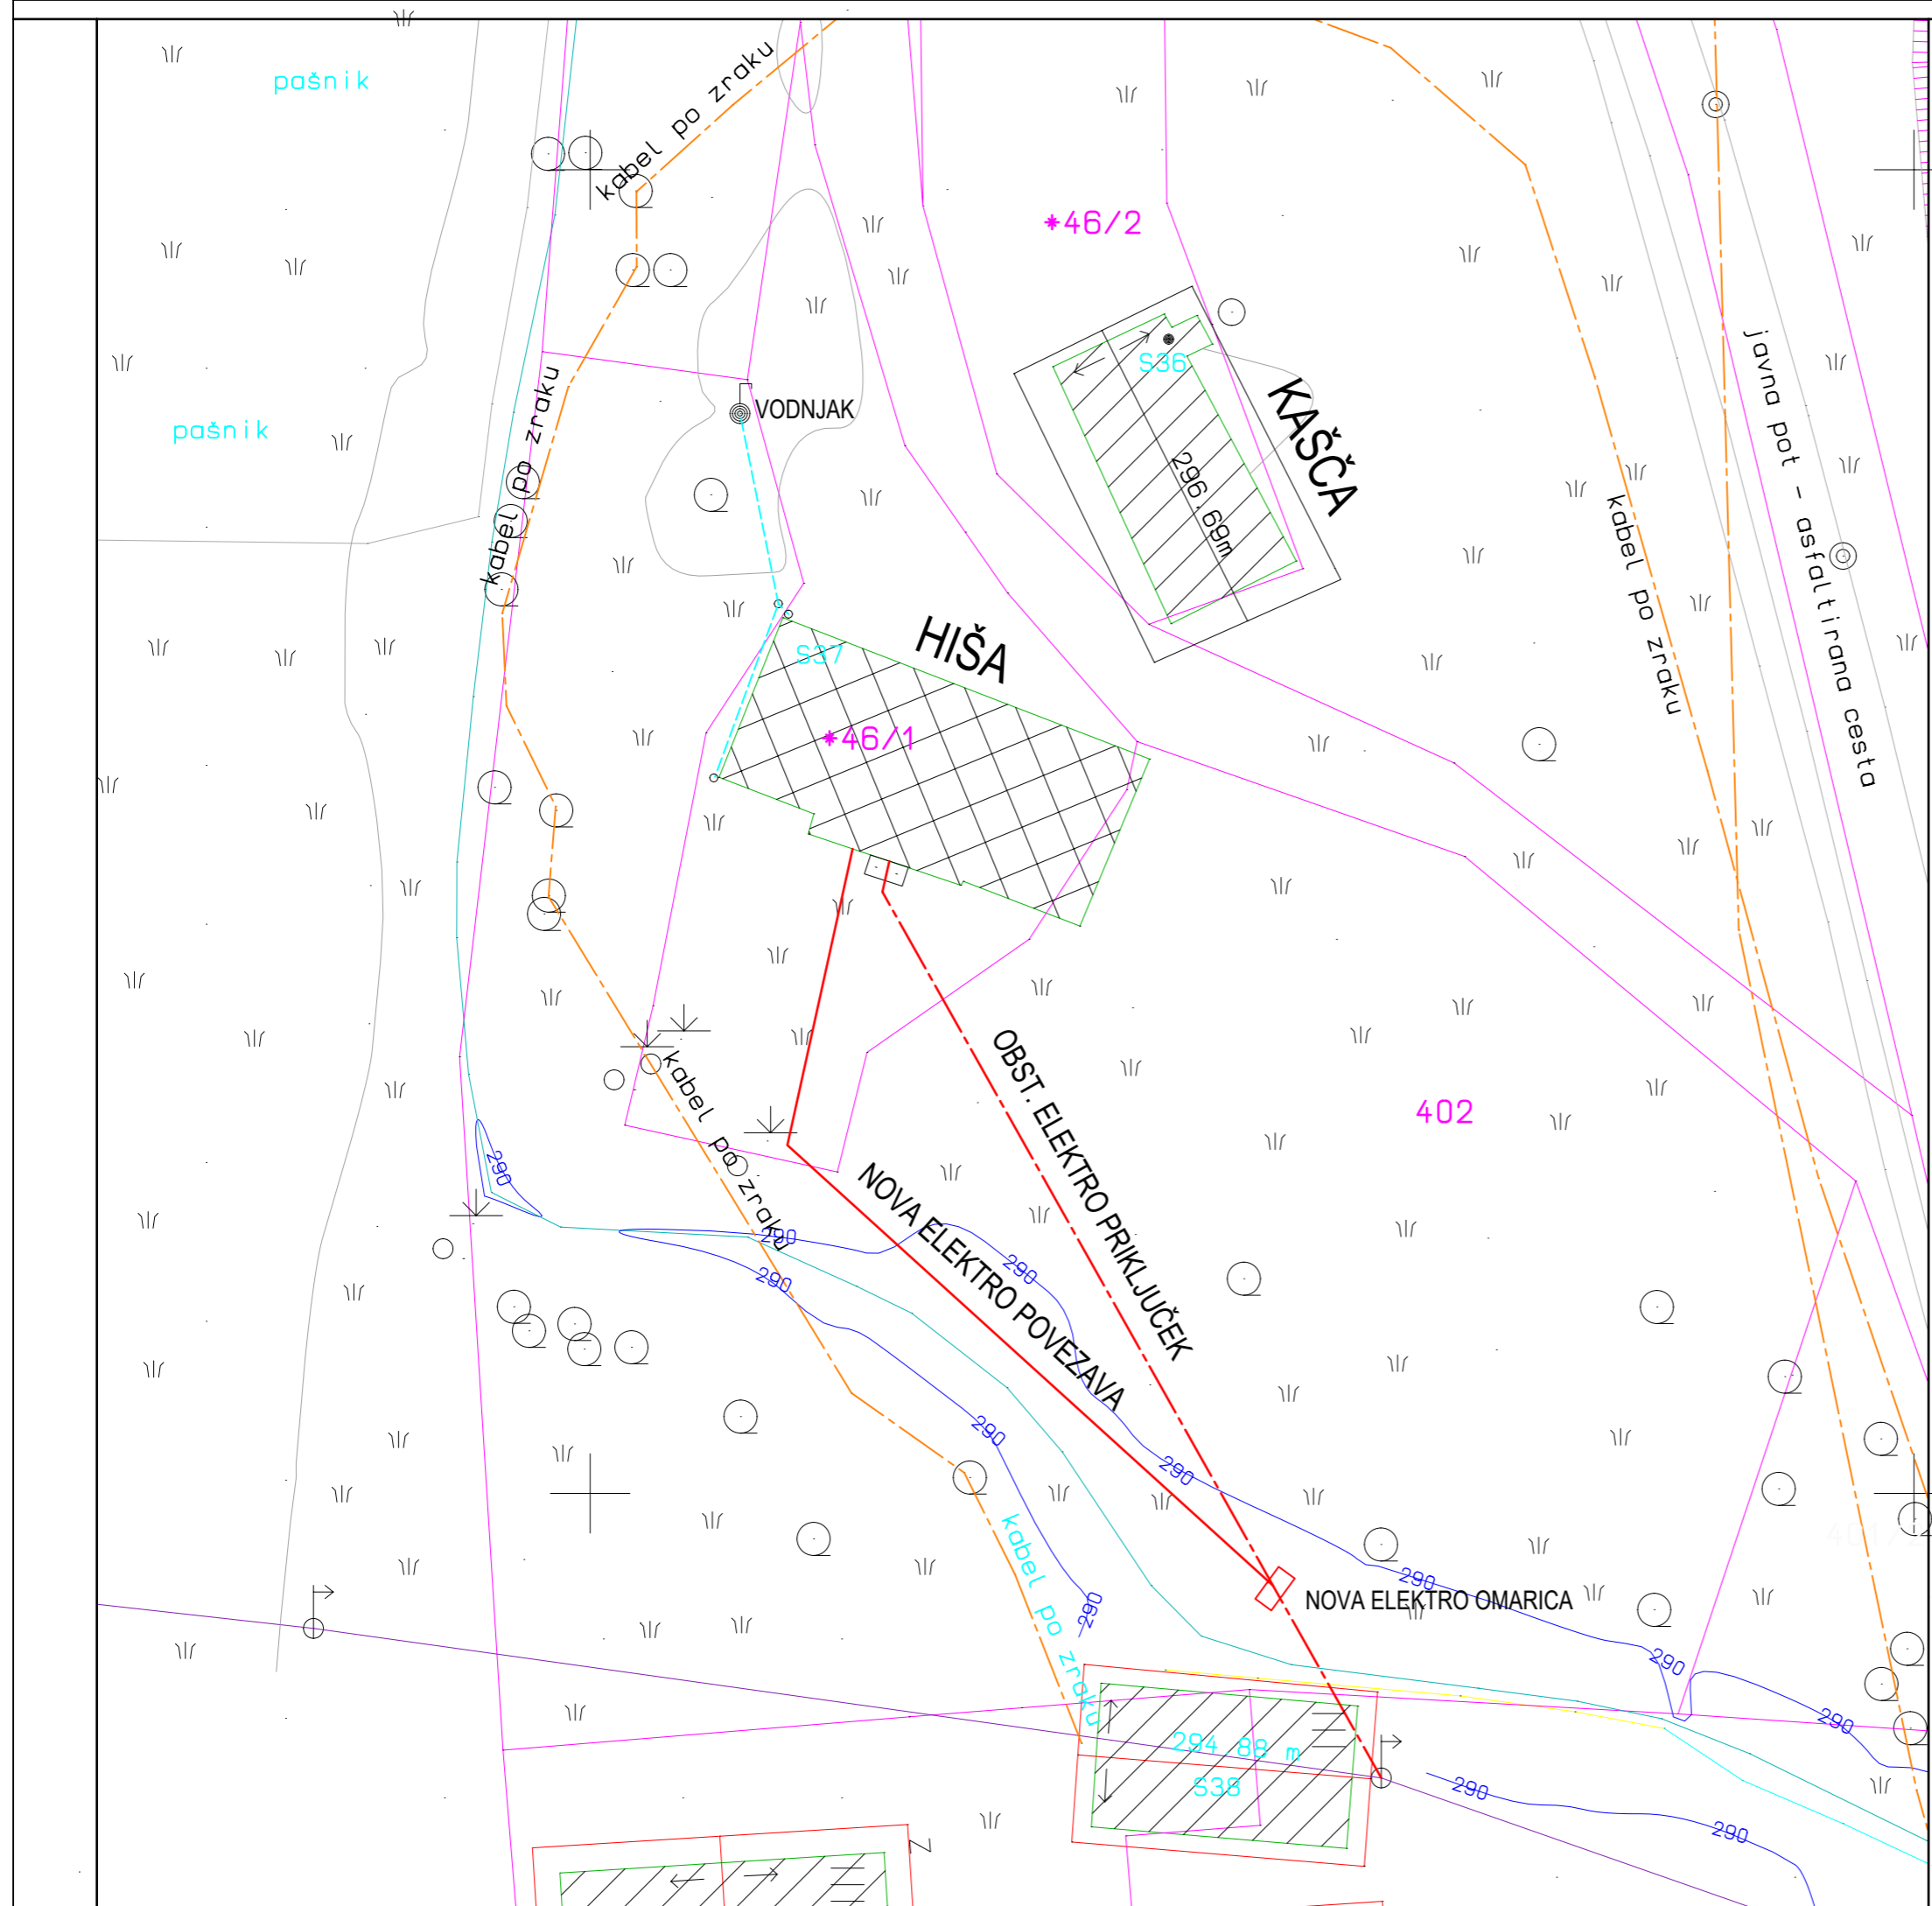 pašnik
kabel po zraku
*46/2
S36
KAŠČA
296.69m
javna pot - asfaltirana cesta
kabel po zraku
VODNJAK
pašnik
kabel po zraku
HIŠA
S37
*46/1
402
kabel po zraku
OBST. ELEKTRO PRIKLJUČEK
NOVA ELEKTRO POVEZAVA
290
290
290
290
290
290
290
290
290
290
290
290
kabel po zraku
NOVA ELEKTRO OMARICA
294 88 m
S38